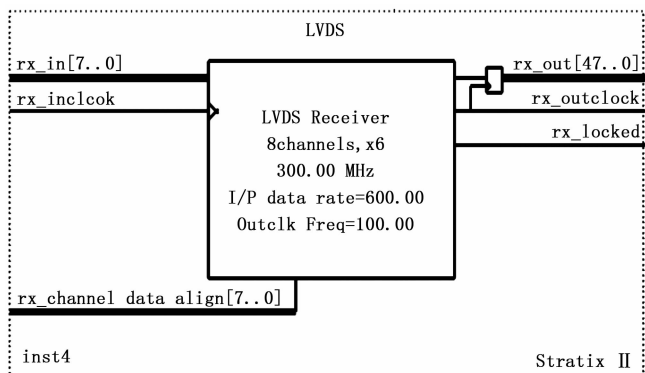 LVDS
rx_in[7..0]
rx_inclcok
LVDS Receiver
8channels,x6
300.00 MHz
I/P data rate=600.00
Outclk Freq=100.00
rx_out[47..0]
rx_outclock
rx_locked
rx_channel data align[7..0]
inst4
Stratix Ⅱ